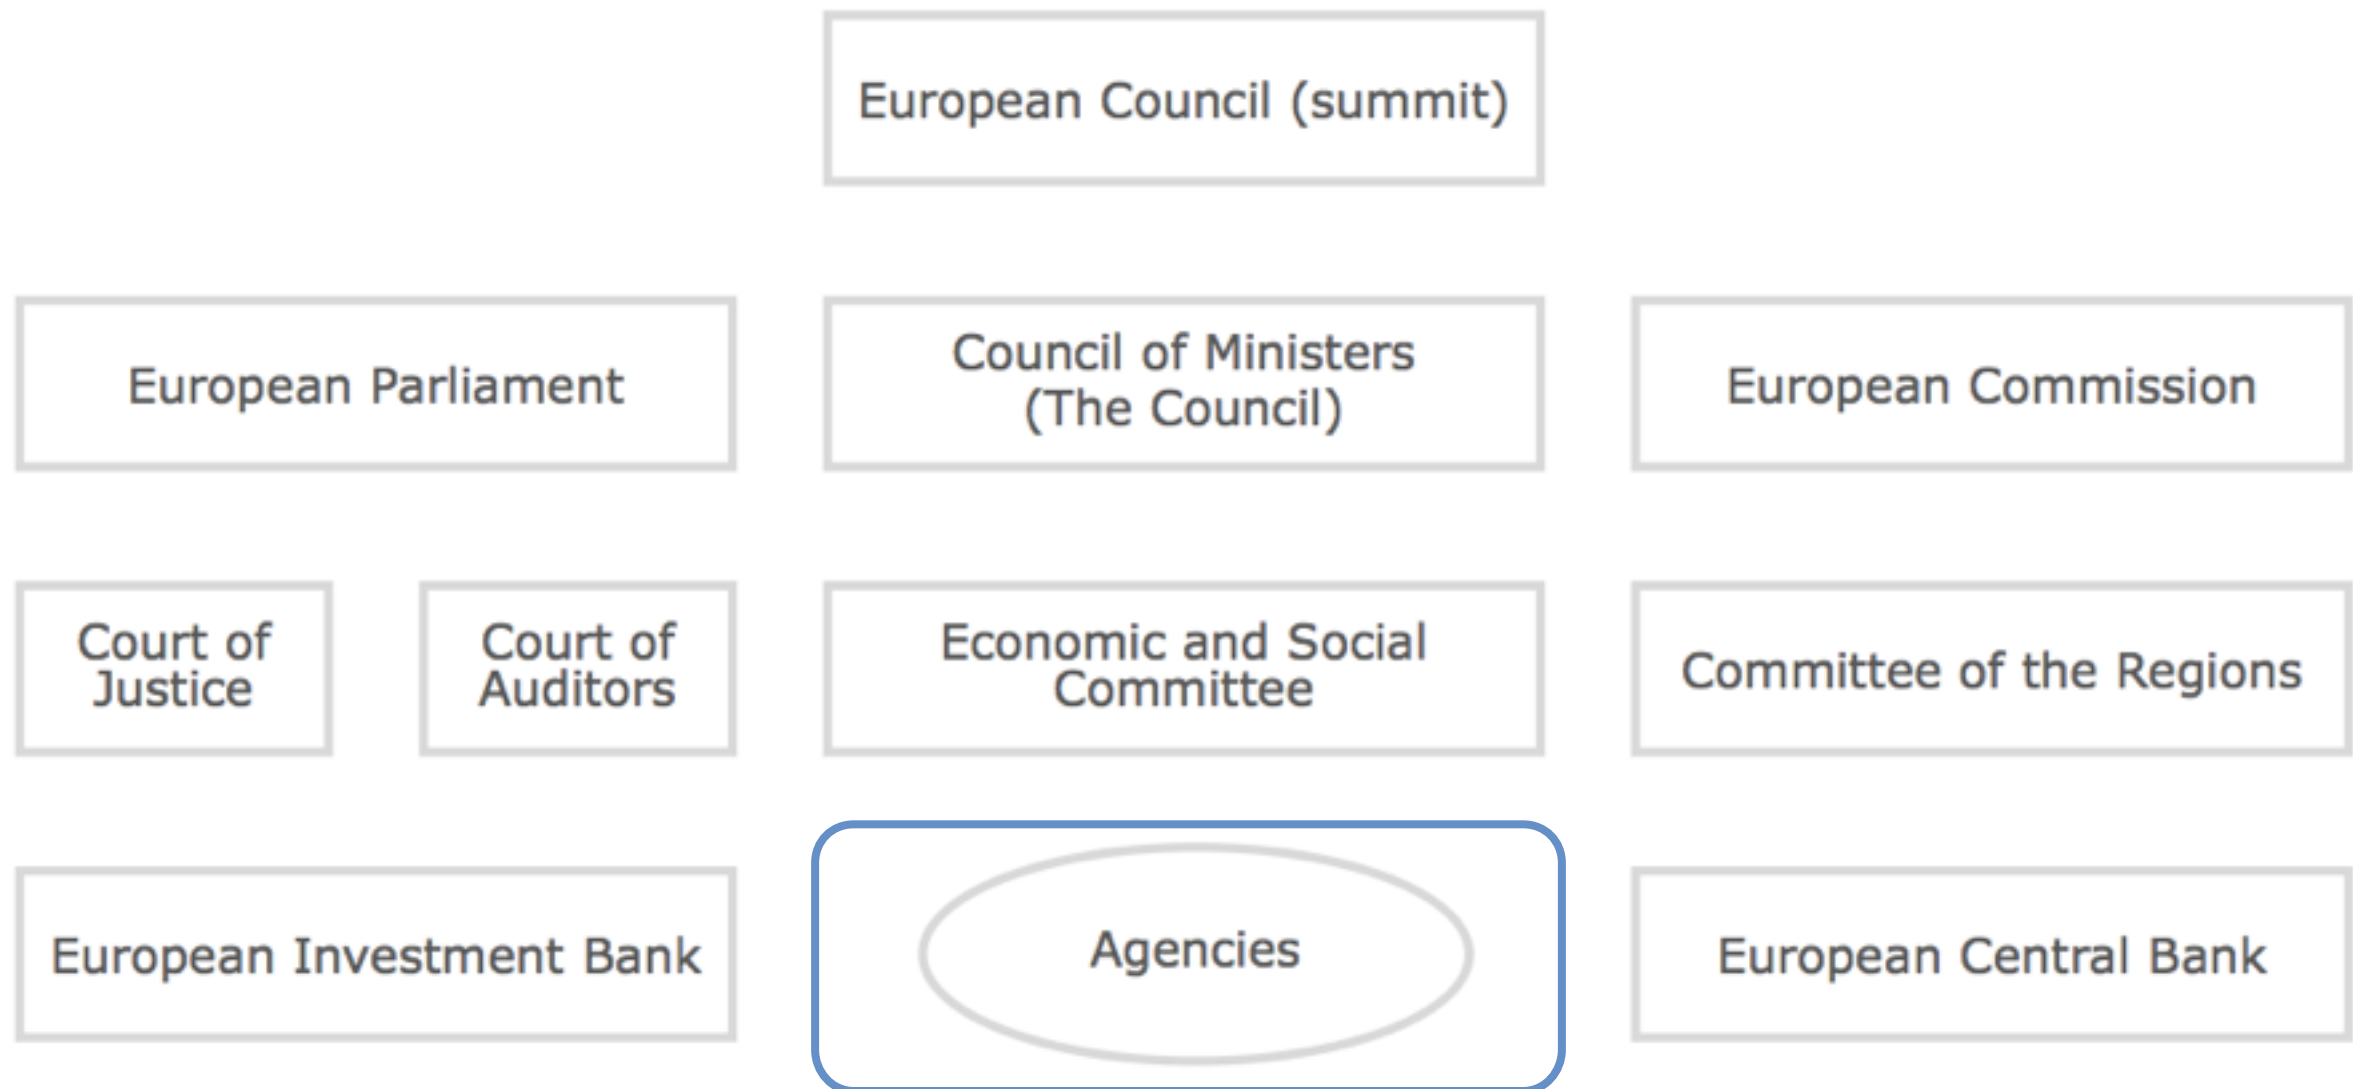 European Council (summit)
European Parliament
Council of Ministers
(The Council)
European Commission
Court of
Justice
Court of
Auditors
Economic and Social
Committee
Committee of the Regions
European Investment Bank
Agencies
European Central Bank